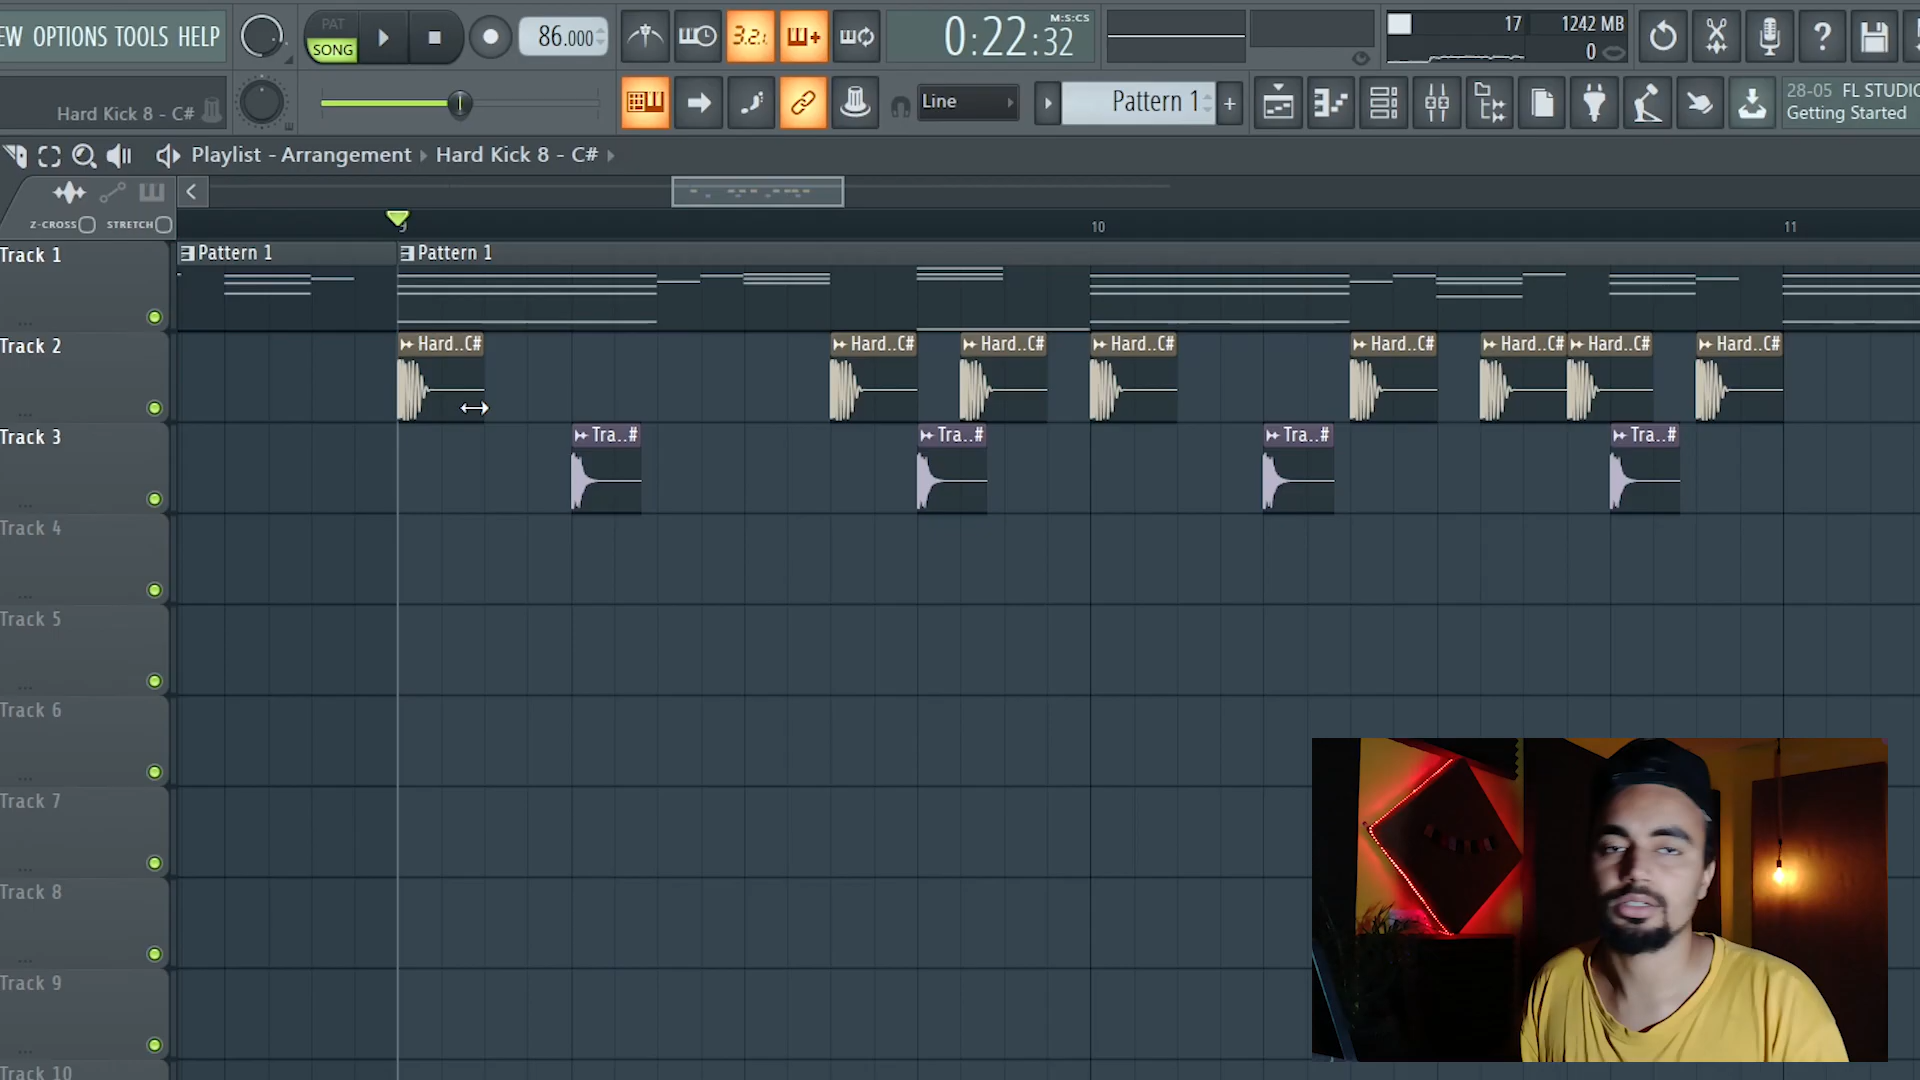 EW OPTIONS TOOLS HELP
PAT
SONG
86.000
3.2.
0:22:32
M:S:CS
17
1242 MB
0
Hard Kick 8 - C#
Line
Pattern 1
+
28-05 FL STUDIO
Getting Started
Playlist - Arrangement Hard Kick 8 - C#
Z-CROSS
STRETCH
9
10
11
Track 1
Pattern 1
Pattern 1
Track 2
Hard..C#
Hard..C#
Hard..C#
Hard..C#
Hard..C#
Hard..C#
Hard..C#
Hard..C#
Track 3
Tra..#
Tra..#
Tra..#
Tra..#
Track 4
Track 5
Track 6
Track 7
Track 8
Track 9
Track 10